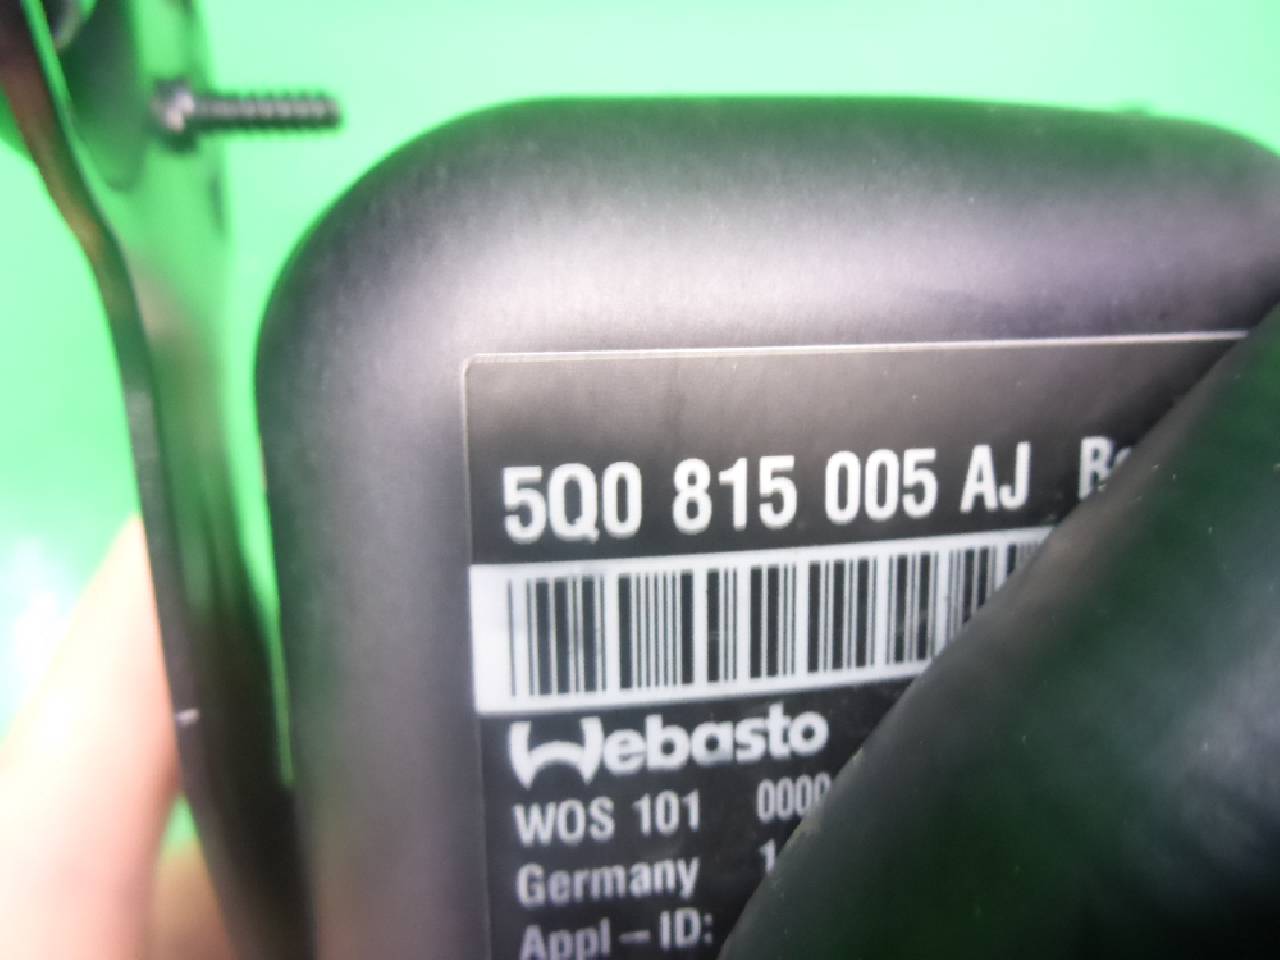 5Q0 815 005 AJ
Webasto
WOS 101
Germany
Appl-ID: